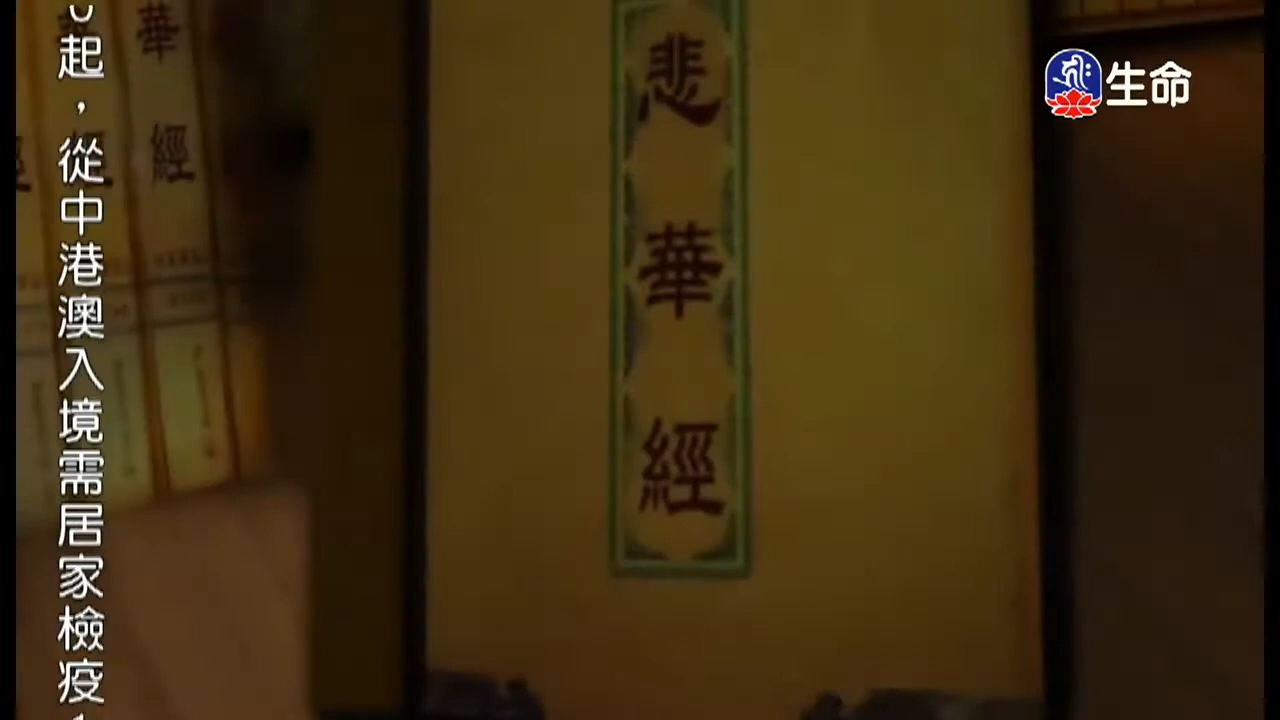 悲華經
華經
起，從中港澳入境需居家檢疫
生命